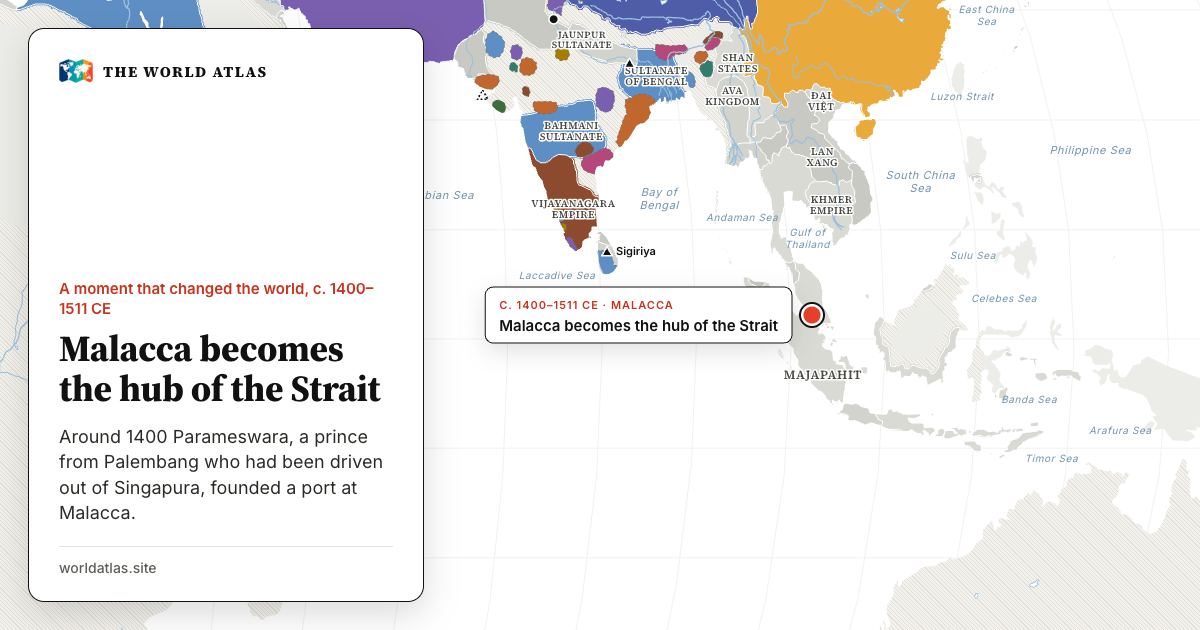 THE WORLD ATLAS
A moment that changed the world, c. 1400–
1511 CE
Malacca becomes
the hub of the Strait
Around 1400 Parameswara, a prince
from Palembang who had been driven
out of Singapura, founded a port at
Malacca.
worldatlas.site
East China
Sea
JAUNPUR
SULTANATE
SHAN
STATES
SULTANATE
OF BENGAL
AVA
KINGDOM
ĐẠI
VIỆT
Luzon Strait
BAHMANI
SULTANATE
LAN
XANG
Philippine Sea
South China
Sea
bian Sea
Bay of
Bengal
VIJAYANAGARA
EMPIRE
KHMER
EMPIRE
Andaman Sea
Gulf of
Thailand
Sigiriya
Sulu Sea
Laccadive Sea
Celebes Sea
C. 1400–1511 CE · MALACCA
Malacca becomes the hub of the Strait
MAJAPAHIT
Banda Sea
Arafura Sea
Timor Sea